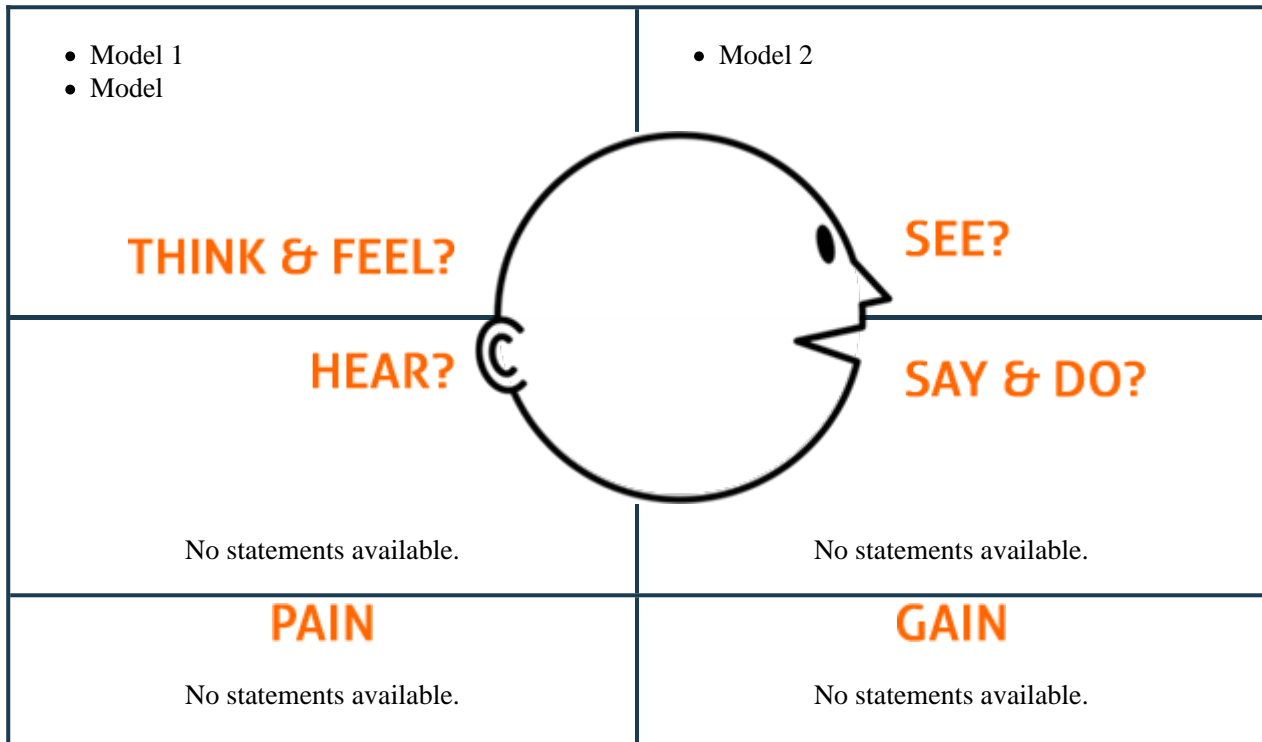 • Model 1
• Model
• Model 2
THINK & FEEL?
SEE?
HEAR?
SAY & DO?
No statements available.
No statements available.
PAIN
GAIN
No statements available.
No statements available.